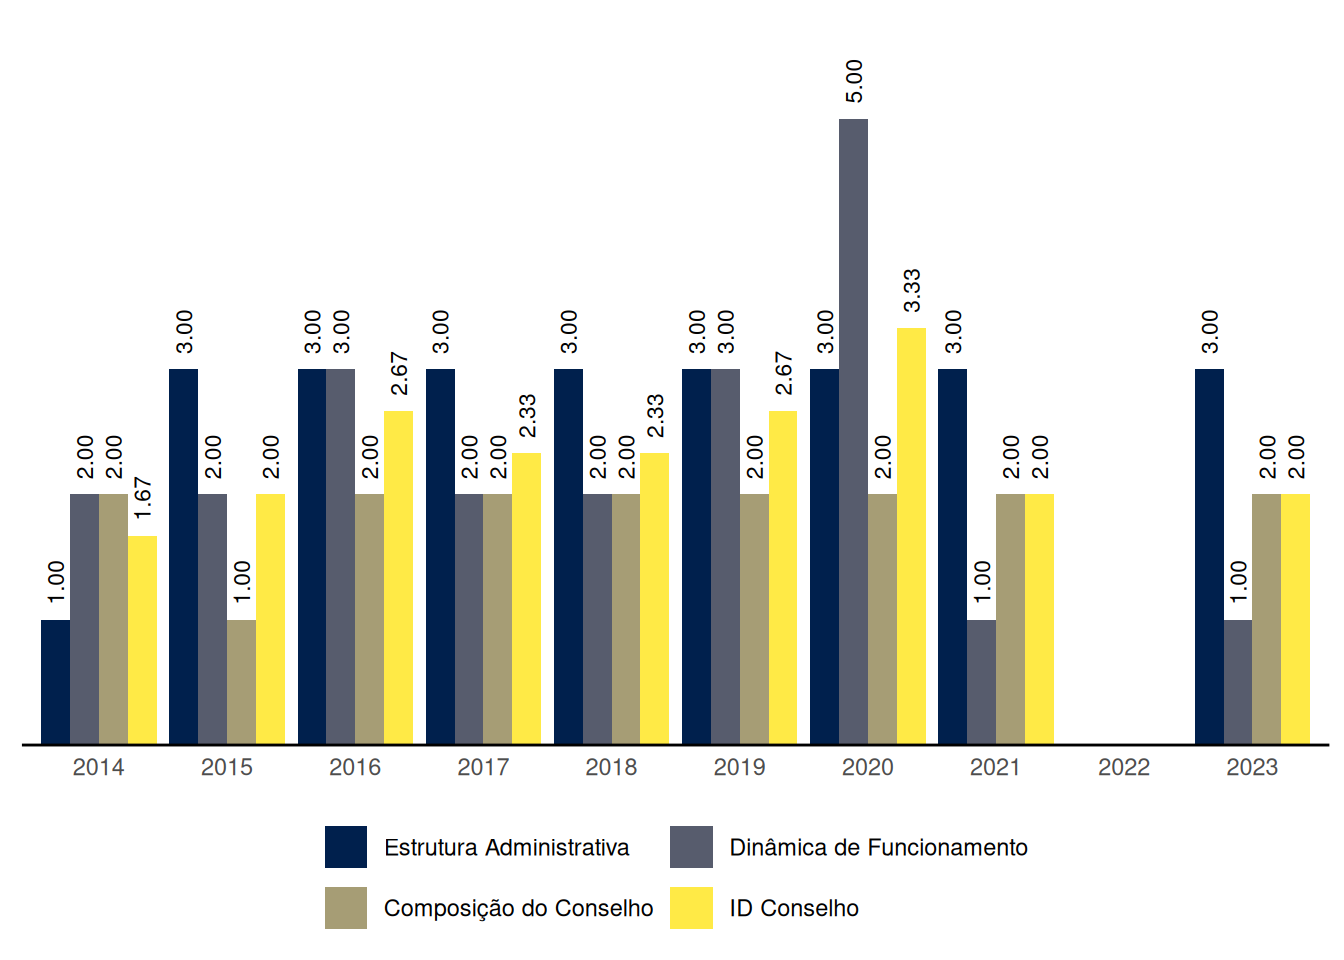 5.00
3.33
3.00 3.00 3.00 3.00 3.00 3.00 3.00 3.00 3.00 3.00
2.67 2.67
2.33 2.33
2.00 2.00 2.00 2.00 2.00 2.00 2.00 2.00 2.00 2.00 2.00 2.00 2.00 2.00 2.00
1.67
1.00 1.00 1.00 1.00
2014 2015 2016 2017 2018 2019 2020 2021 2022 2023
Estrutura Administrativa Dinâmica de Funcionamento
Composição do Conselho ID Conselho